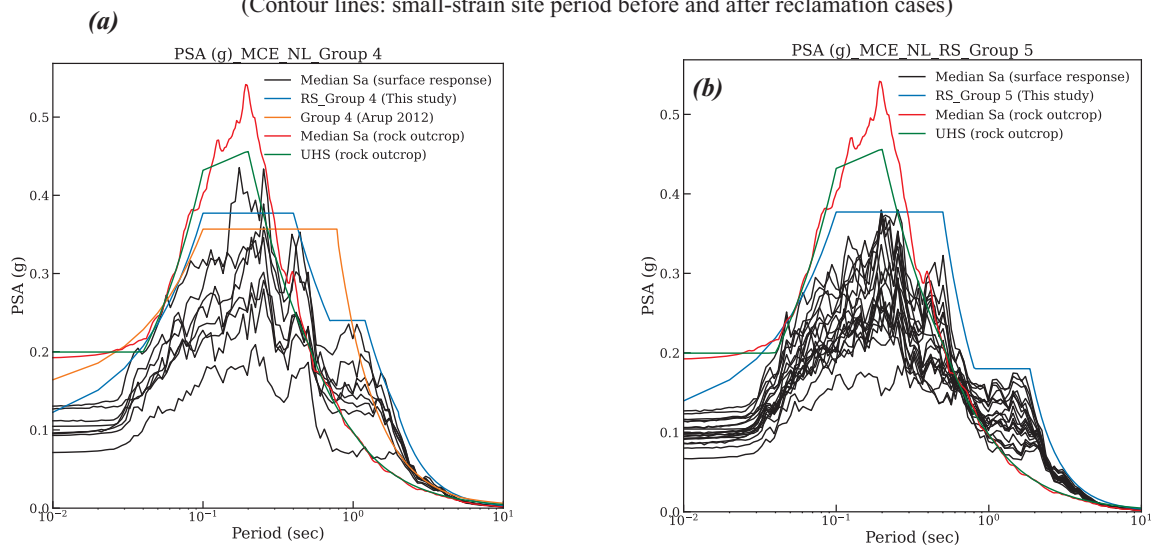 (Contour lines: small-strain site period before and after reclamation cases)
(a)
PSA (g)_MCE_NL_Group 4
Median Sa (surface response)
RS_Group 4 (This study)
Group 4 (Arup 2012)
Median Sa (rock outcrop)
UHS (rock outcrop)
0.5
0.4
0.3
0.2
0.1
0.0
PSA (g)
10⁻²
10⁻¹
10⁰
10¹
Period (sec)
PSA (g)_MCE_NL_RS_Group 5
(b)
Median Sa (surface response)
RS_Group 5 (This study)
Median Sa (rock outcrop)
UHS (rock outcrop)
0.5
0.4
0.3
0.2
0.1
0.0
PSA (g)
10⁻²
10⁻¹
10⁰
10¹
Period (sec)